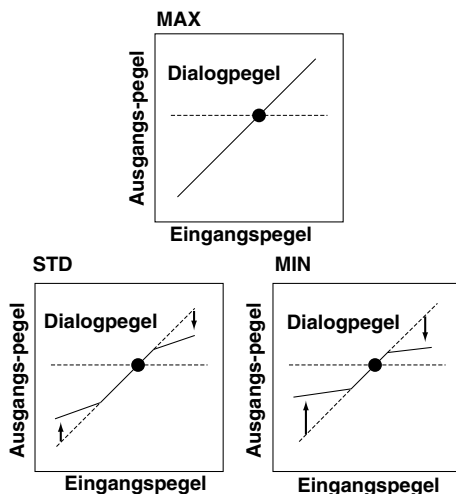 MAX
Dialogpegel
Ausgangs-pegel
Eingangspegel
STD
Dialogpegel
Ausgangs-pegel
Eingangspegel
MIN
Dialogpegel
Ausgangs-pegel
Eingangspegel